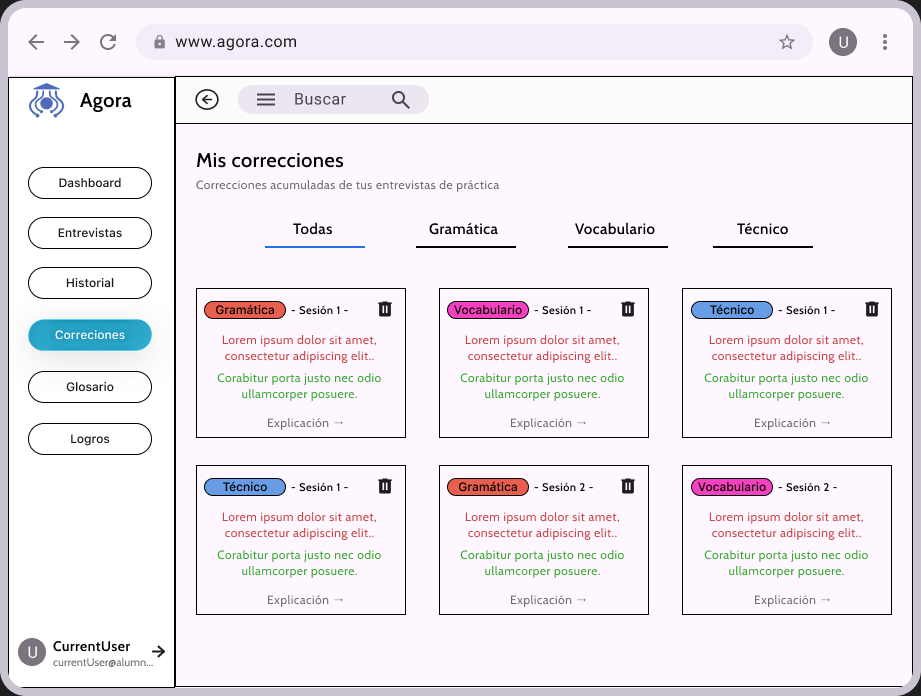 www.agora.com
U
Agora
Buscar
Dashboard
Entrevistas
Historial
Correciones
Glosario
Logros
U
CurrentUser
currentUser@alumn...
Mis correcciones
Correcciones acumuladas de tus entrevistas de práctica
Todas
Gramática
Vocabulario
Técnico
Gramática - Sesión 1 -
Lorem ipsum dolor sit amet,
consectetur adipiscing elit..
Corabitur porta justo nec odio
ullamcorper posuere.
Explicación →
Vocabulario - Sesión 1 -
Lorem ipsum dolor sit amet,
consectetur adipiscing elit..
Corabitur porta justo nec odio
ullamcorper posuere.
Explicación →
Técnico - Sesión 1 -
Lorem ipsum dolor sit amet,
consectetur adipiscing elit..
Corabitur porta justo nec odio
ullamcorper posuere.
Explicación →
Técnico - Sesión 1 -
Lorem ipsum dolor sit amet,
consectetur adipiscing elit..
Corabitur porta justo nec odio
ullamcorper posuere.
Explicación →
Gramática - Sesión 2 -
Lorem ipsum dolor sit amet,
consectetur adipiscing elit..
Corabitur porta justo nec odio
ullamcorper posuere.
Explicación →
Vocabulario - Sesión 2 -
Lorem ipsum dolor sit amet,
consectetur adipiscing elit..
Corabitur porta justo nec odio
ullamcorper posuere.
Explicación →